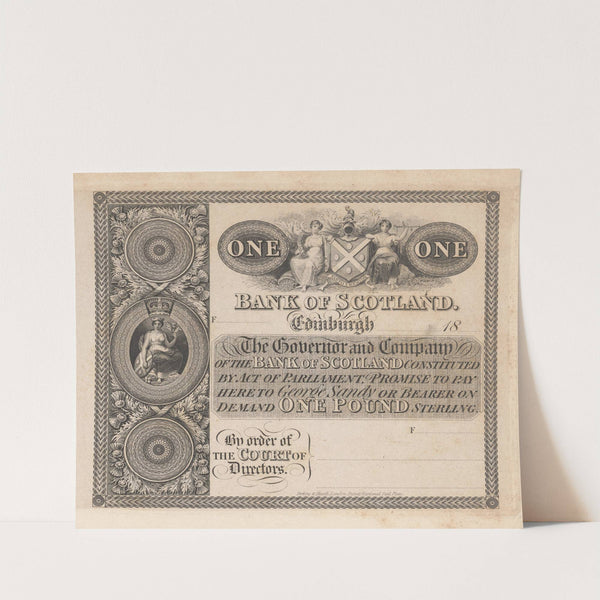 ONE ONE
BANK OF SCOTLAND.
F Edinburgh 18
The Governor and Company
OF THE BANK OF SCOTLAND CONSTITUTED
BY ACT OF PARLIAMENT, PROMISE TO PAY
HERE TO George Sands OR BEARER ON
DEMAND ONE POUND STERLING
F
By order of
THE COURT OF
Directors.